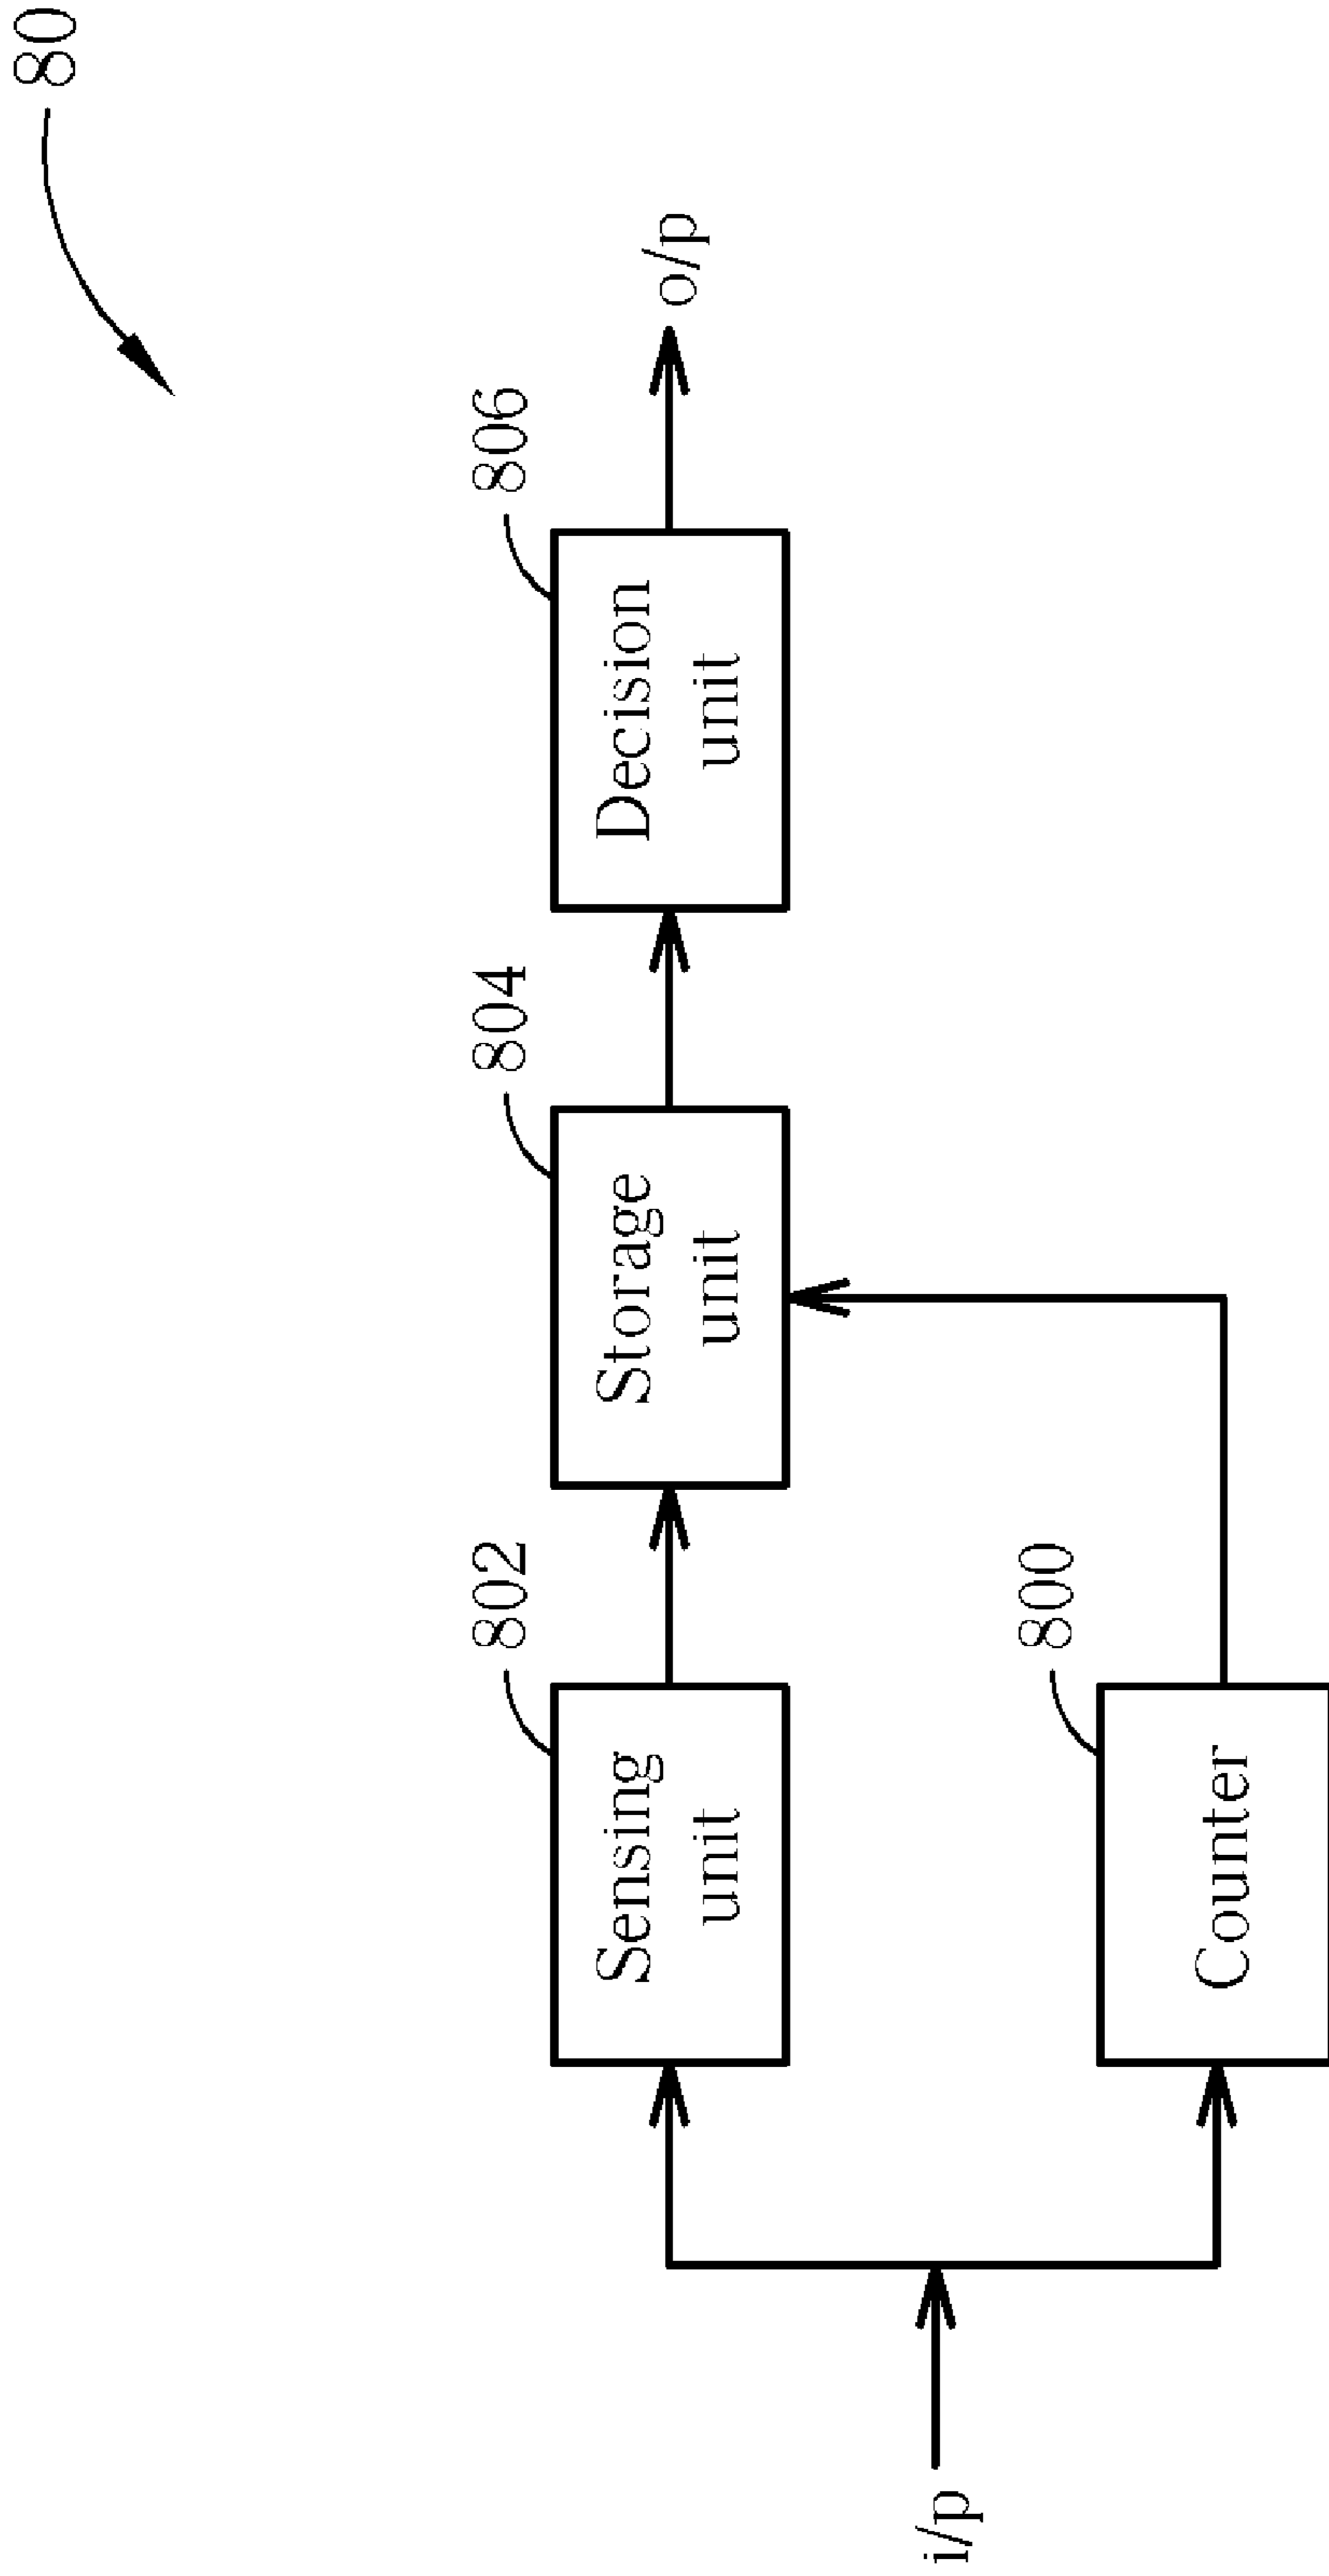 80
802
804
806
Sensing
unit
Storage
unit
Decision
unit
o/p
i/p
800
Counter